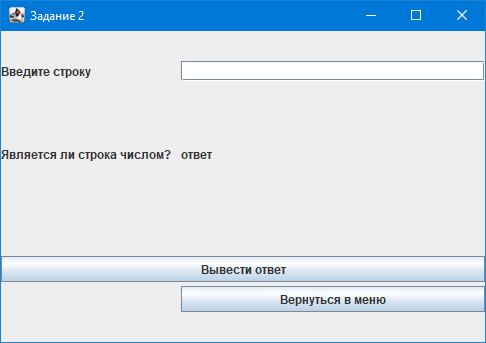 Задание 2
Введите строку
Является ли строка числом? ответ
Вывести ответ
Вернуться в меню